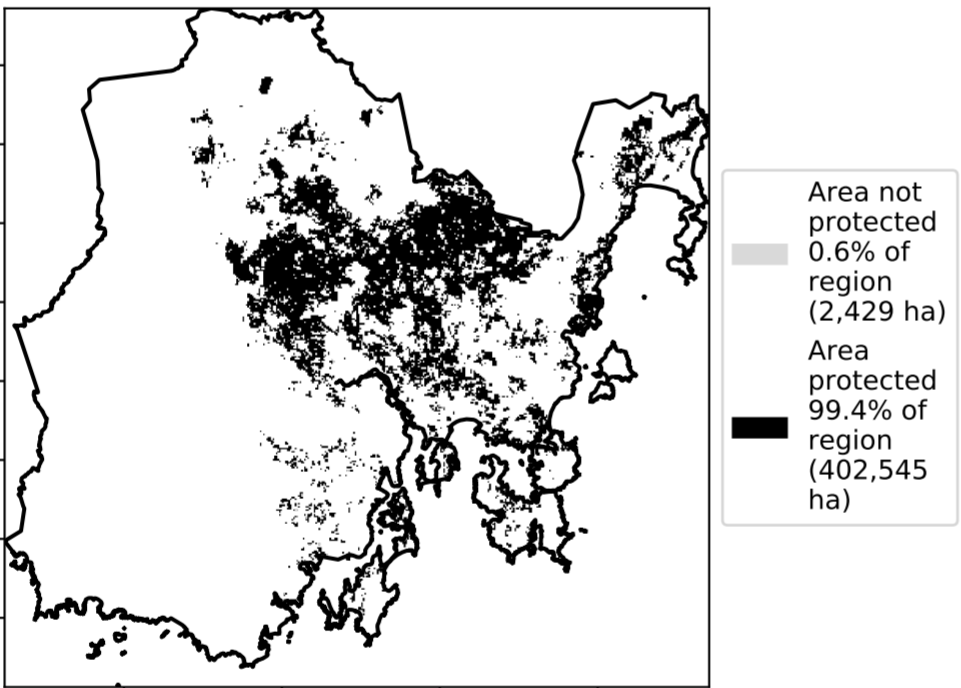 Area not
protected
0.6% of
region
(2,429 ha)
Area
protected
99.4% of
region
(402,545
ha)